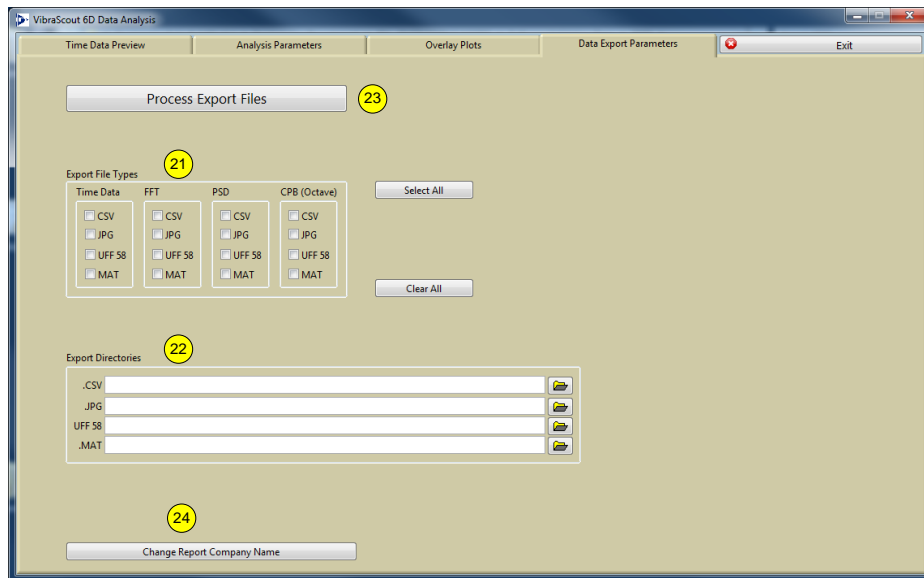 VibraScout 6D Data Analysis
Time Data Preview Analysis Parameters Overlay Plots Data Export Parameters Exit
Process Export Files 23
21
Export File Types
Time Data FFT PSD CPB (Octave) Select All
CSV CSV CSV CSV
JPG JPG JPG JPG
UFF 58 UFF 58 UFF 58 UFF 58
MAT MAT MAT MAT
Clear All
22
Export Directories
.CSV
.JPG
UFF 58
.MAT
24
Change Report Company Name